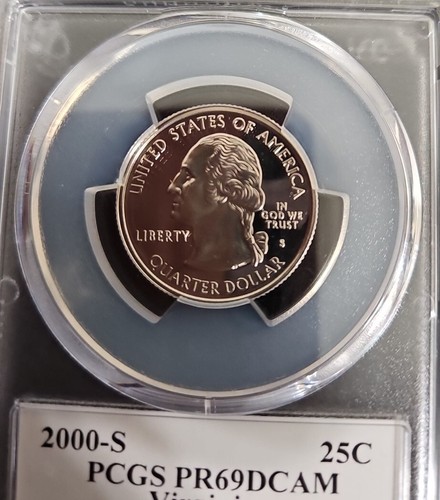 UNITED STATES OF AMERICA
IN
GOD WE
TRUST
LIBERTY
S
QUARTER DOLLAR
2000-S 25C
PCGS PR69DCAM